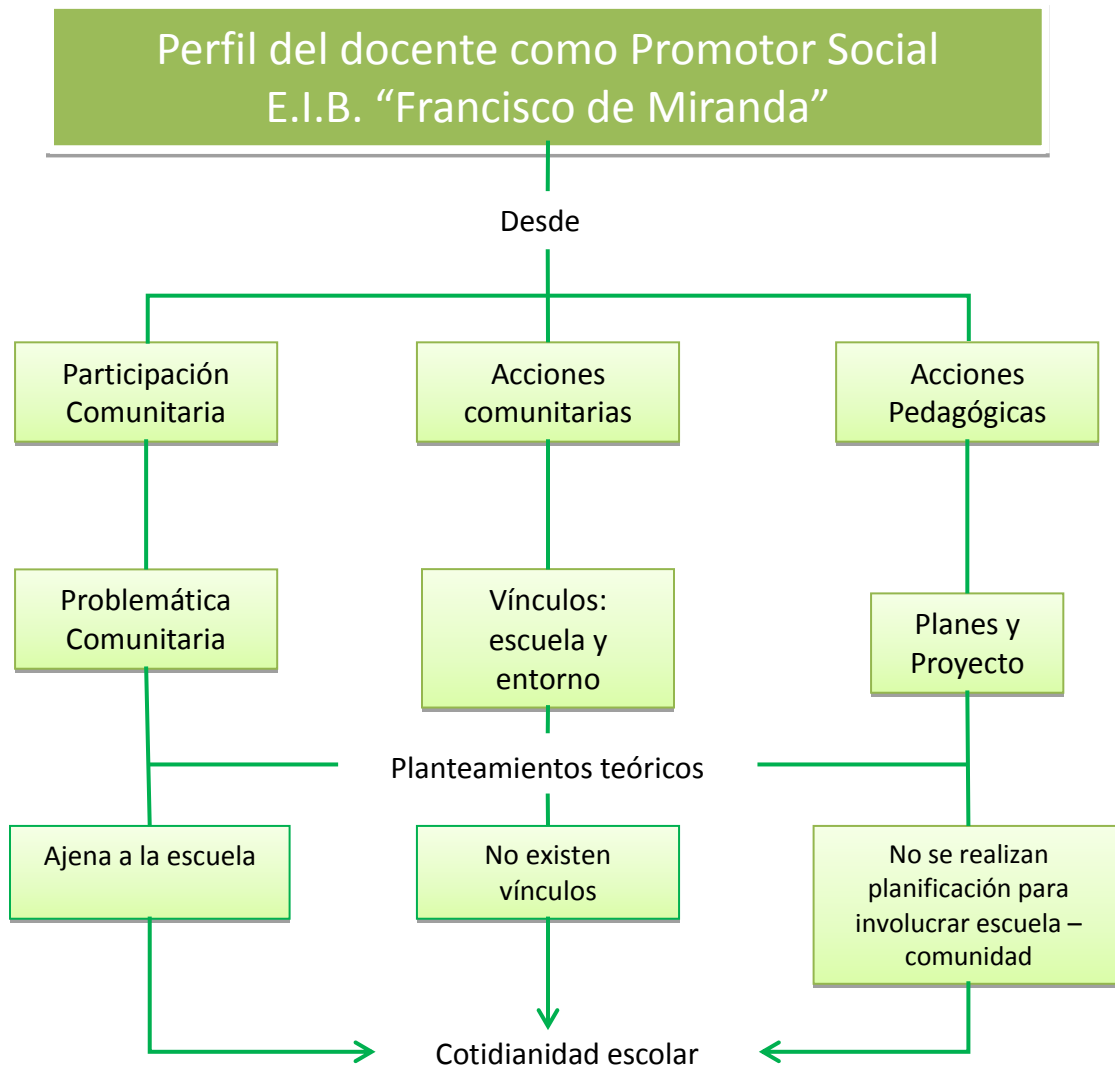 Perfil del docente como Promotor Social
E.I.B. “Francisco de Miranda”
Desde
Participación
Comunitaria
Acciones
comunitarias
Acciones
Pedagógicas
Problemática
Comunitaria
Vínculos:
escuela y
entorno
Planes y
Proyecto
Planteamientos teóricos
Ajena a la escuela
No existen
vínculos
No se realizan
planificación para
involucrar escuela –
comunidad
Cotidianidad escolar